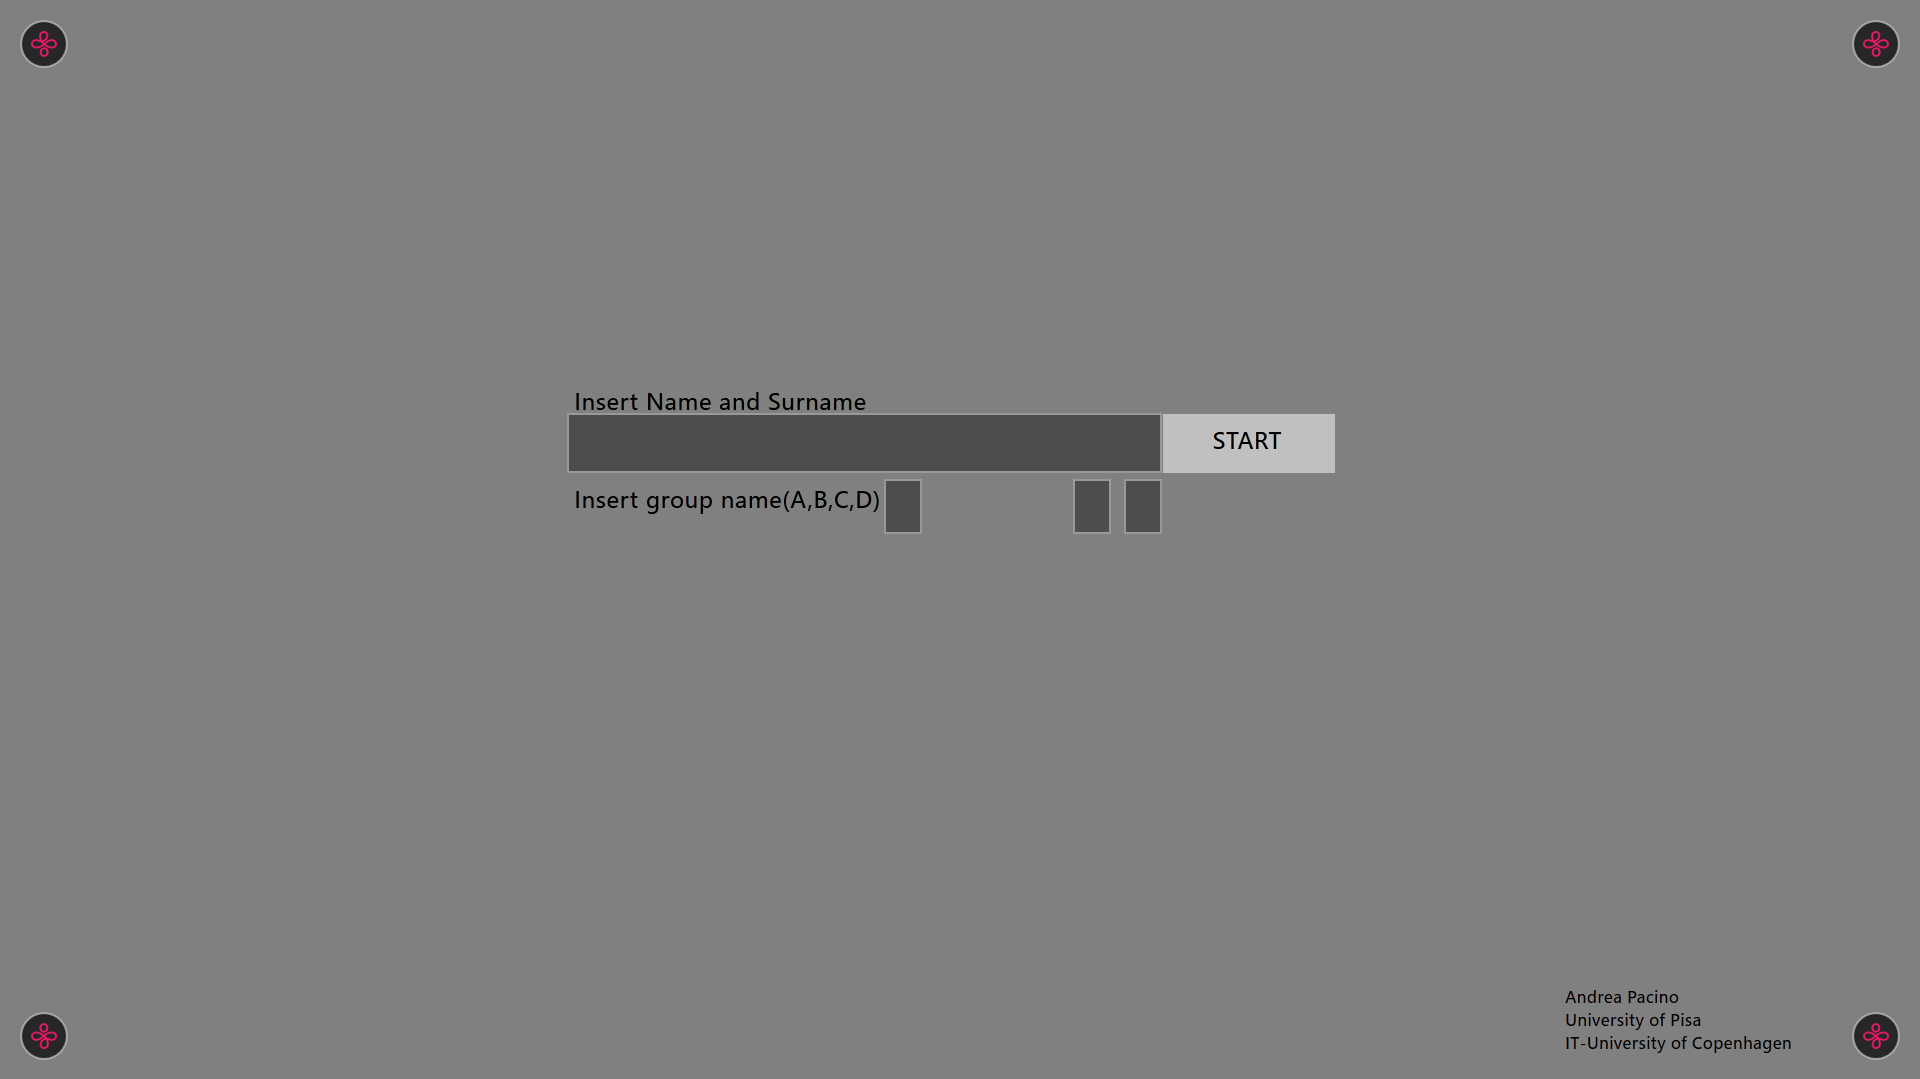 Insert Name and Surname
START
Insert group name(A,B,C,D)
Andrea Pacino
University of Pisa
IT-University of Copenhagen